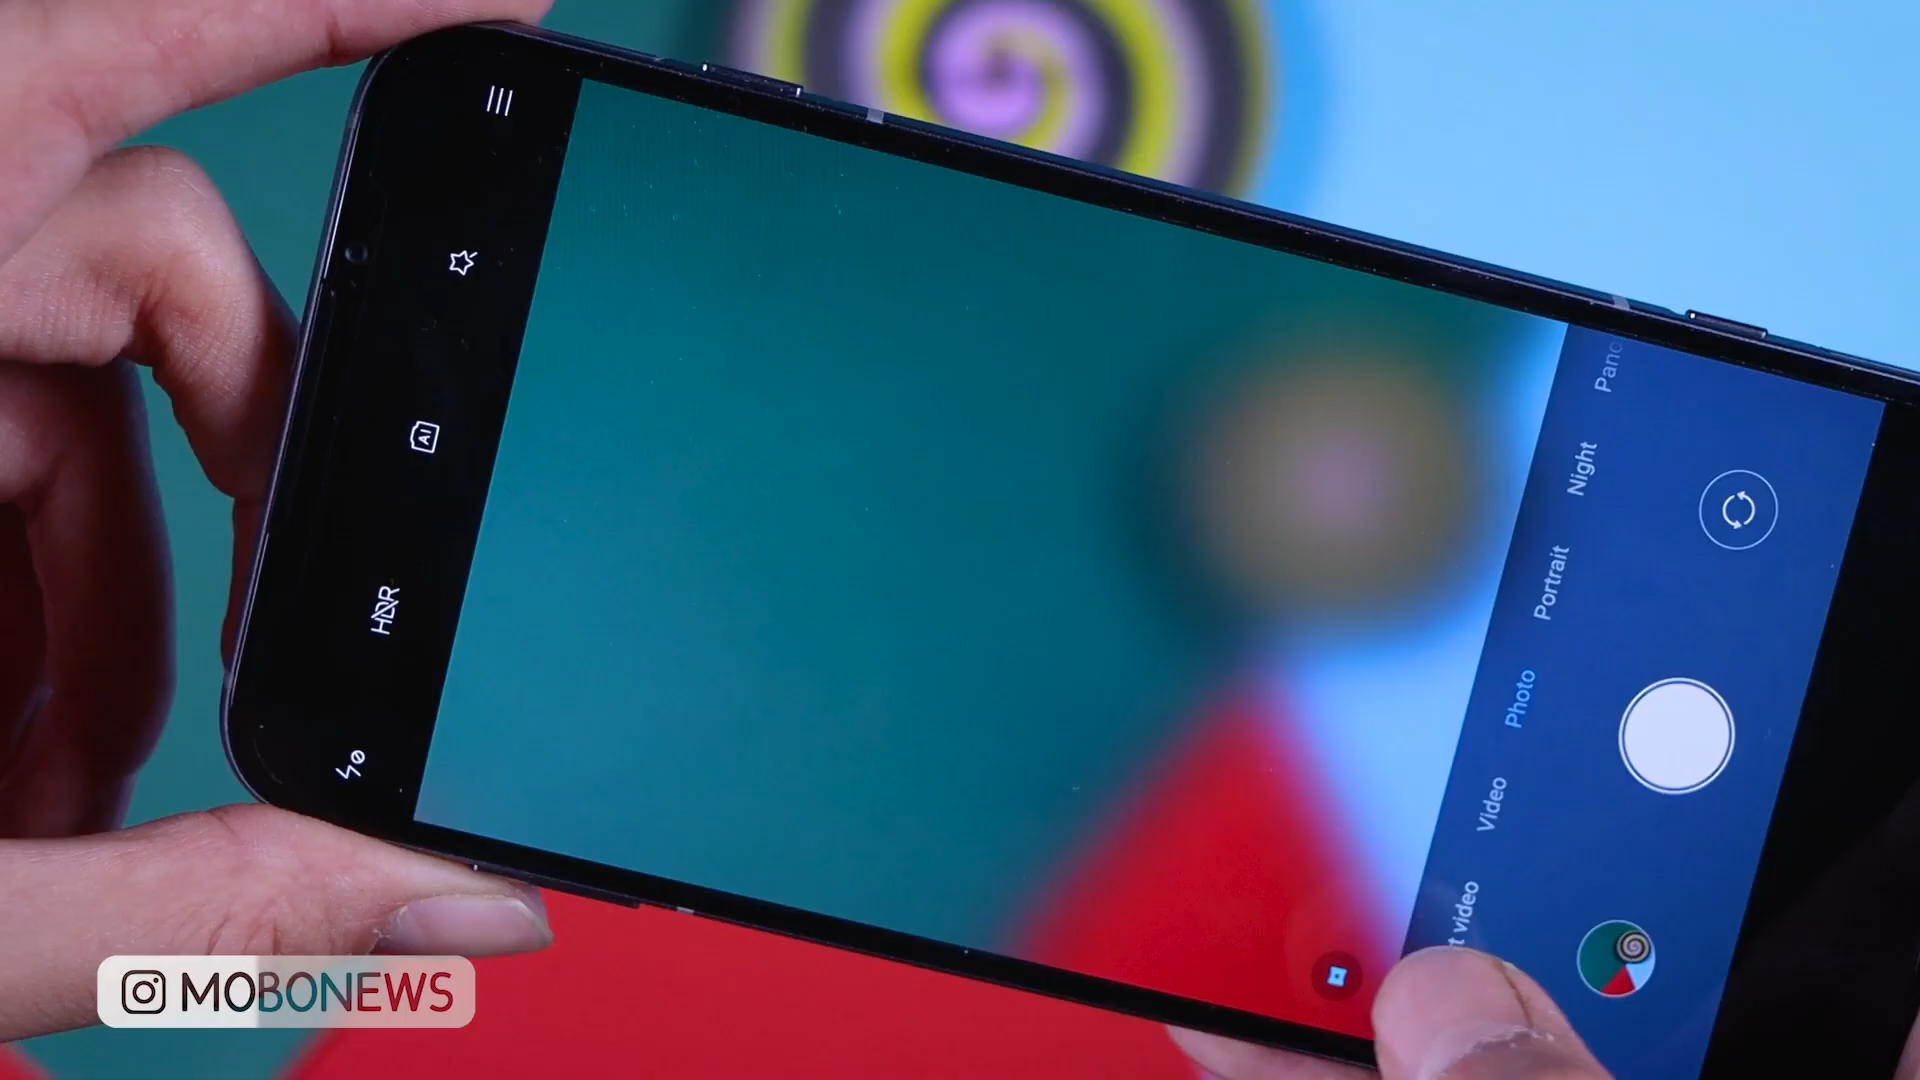 AI
HDR
Pano
Night
Portrait
Photo
Video
t video
MOBONEWS